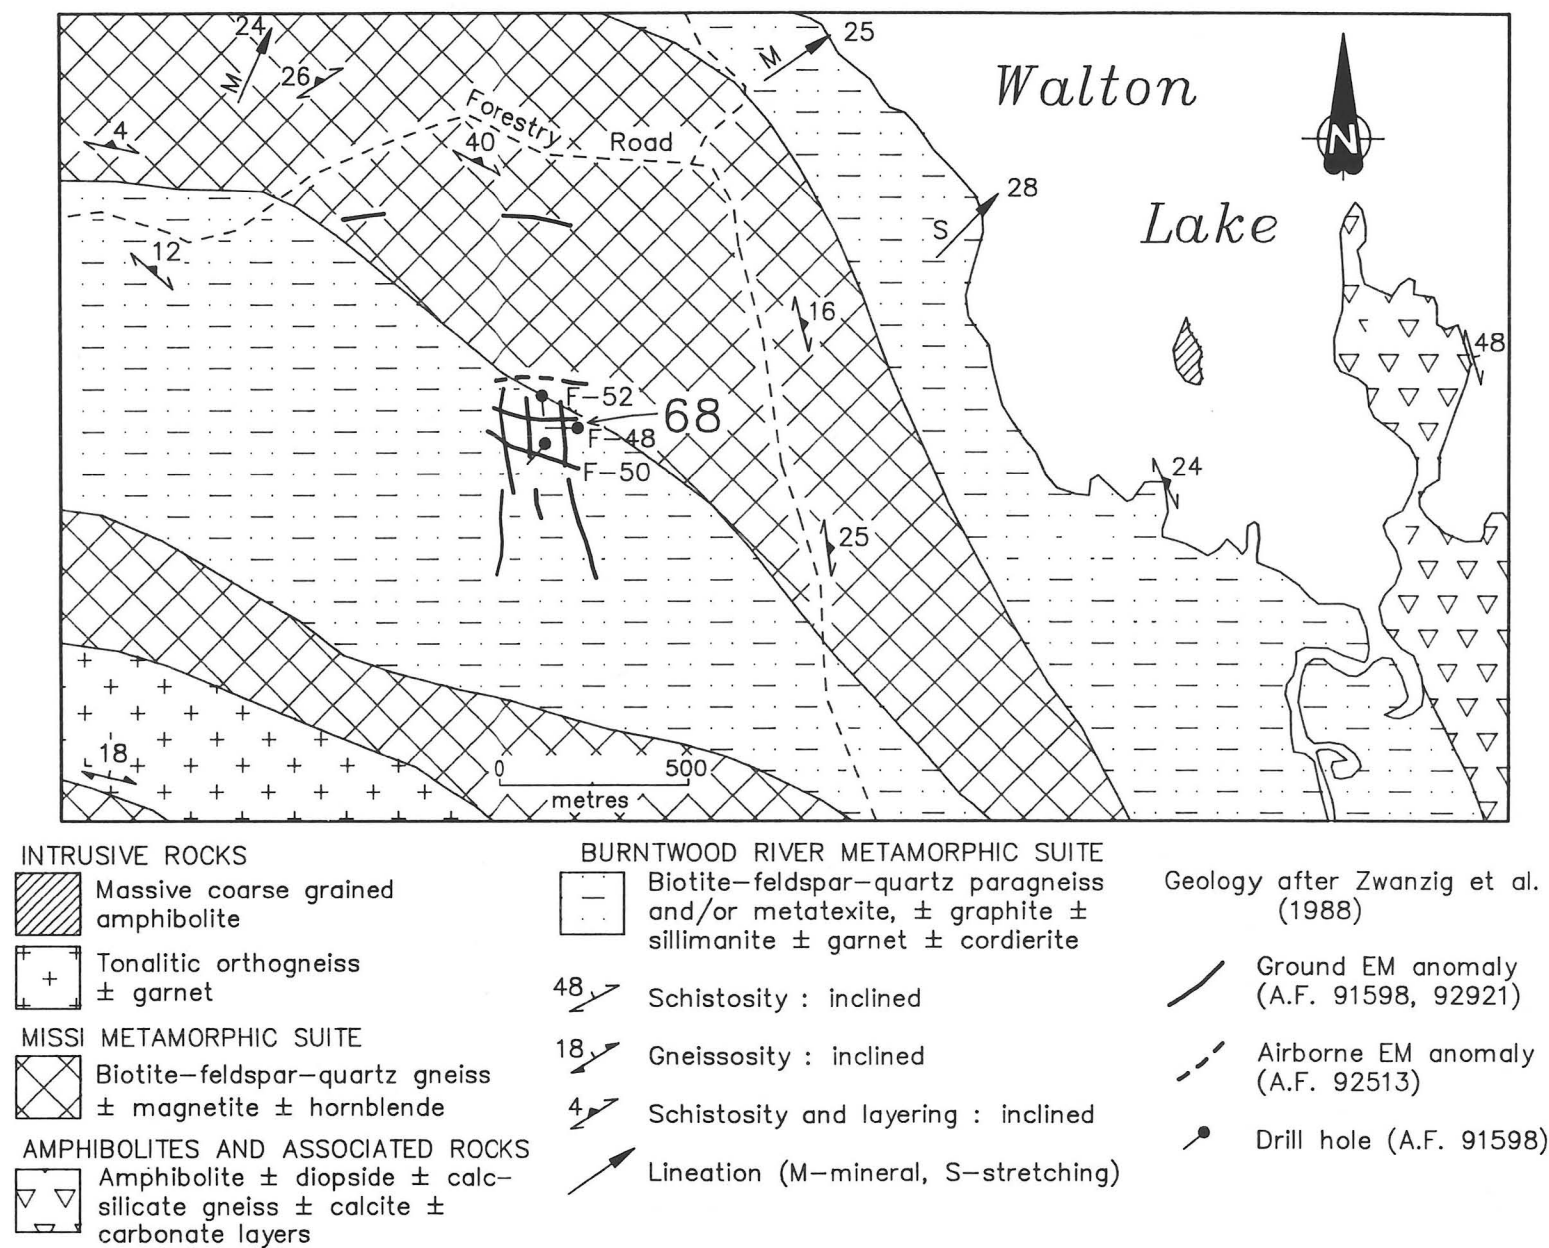 24
M
26
4
Forestry
Road
40
M
25
Walton
Lake
N
S
28
12
16
48
F-52
68
F-48
F-50
24
25
18
0
500
metres
INTRUSIVE ROCKS
Massive coarse grained
amphibolite
Tonalitic orthogneiss
± garnet
MISSI METAMORPHIC SUITE
Biotite-feldspar-quartz gneiss
± magnetite ± hornblende
AMPHIBOLITES AND ASSOCIATED ROCKS
Amphibolite ± diopside ± calc-
silicate gneiss ± calcite ±
carbonate layers
BURNTWOOD RIVER METAMORPHIC SUITE
Biotite-feldspar-quartz paragneiss
and/or metatexite, ± graphite ±
sillimanite ± garnet ± cordierite
48
Schistosity : inclined
18
Gneissosity : inclined
4
Schistosity and layering : inclined
Lineation (M-mineral, S-stretching)
Geology after Zwanzig et al.
(1988)
Ground EM anomaly
(A.F. 91598, 92921)
Airborne EM anomaly
(A.F. 92513)
Drill hole (A.F. 91598)